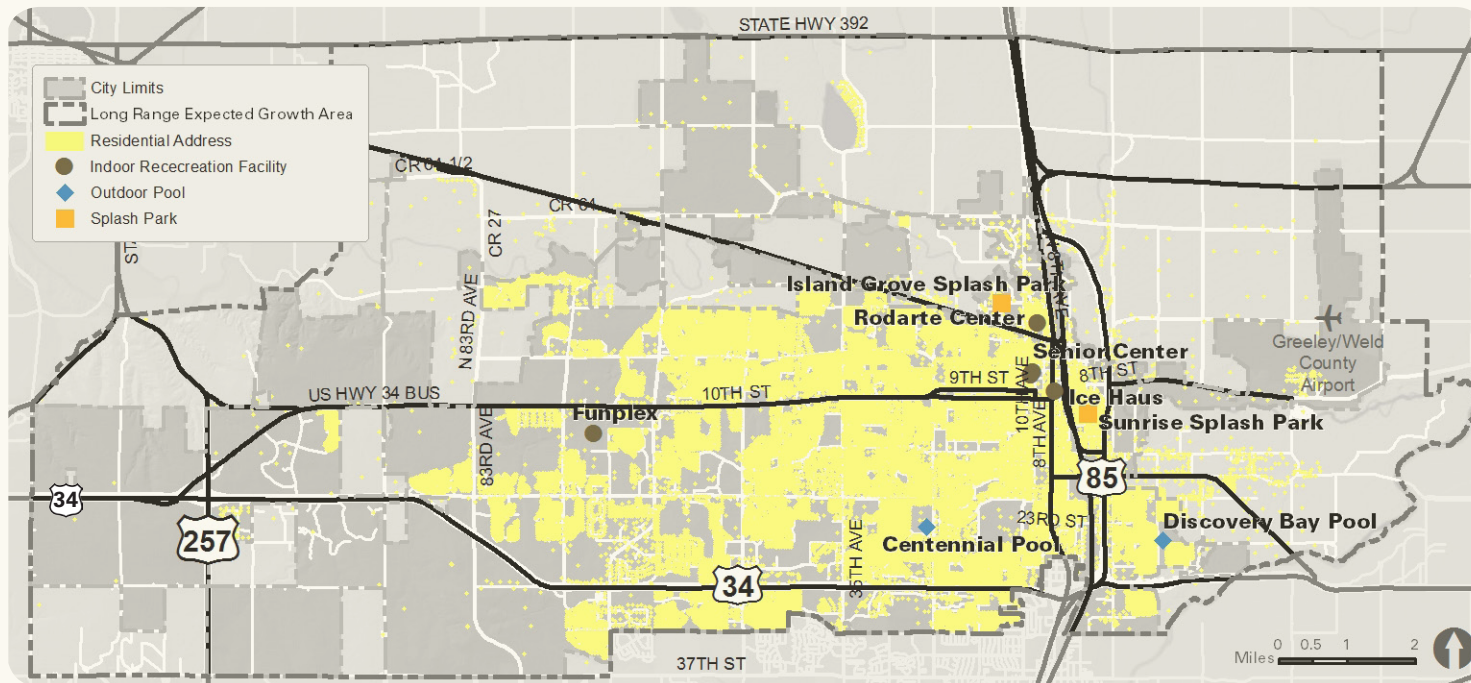 STATE HWY 392
City Limits
Long Range Expected Growth Area
Residential Address
Indoor Rececreation Facility
Outdoor Pool
Splash Park
CR 64 1/2
CR 64
CR 27
N 83RD AVE
Island Grove Splash Park
Rodarte Center
Senior Center
Greeley/Weld
County
Airport
8TH ST
9TH ST
10TH AVE
US HWY 34 BUS
10TH ST
Ice Haus
Funplex
Sunrise Splash Park
83RD AVE
8TH AVE
34
85
257
23RD ST
Discovery Bay Pool
Centennial Pool
35TH AVE
34
37TH ST
0 0.5 1 2
Miles